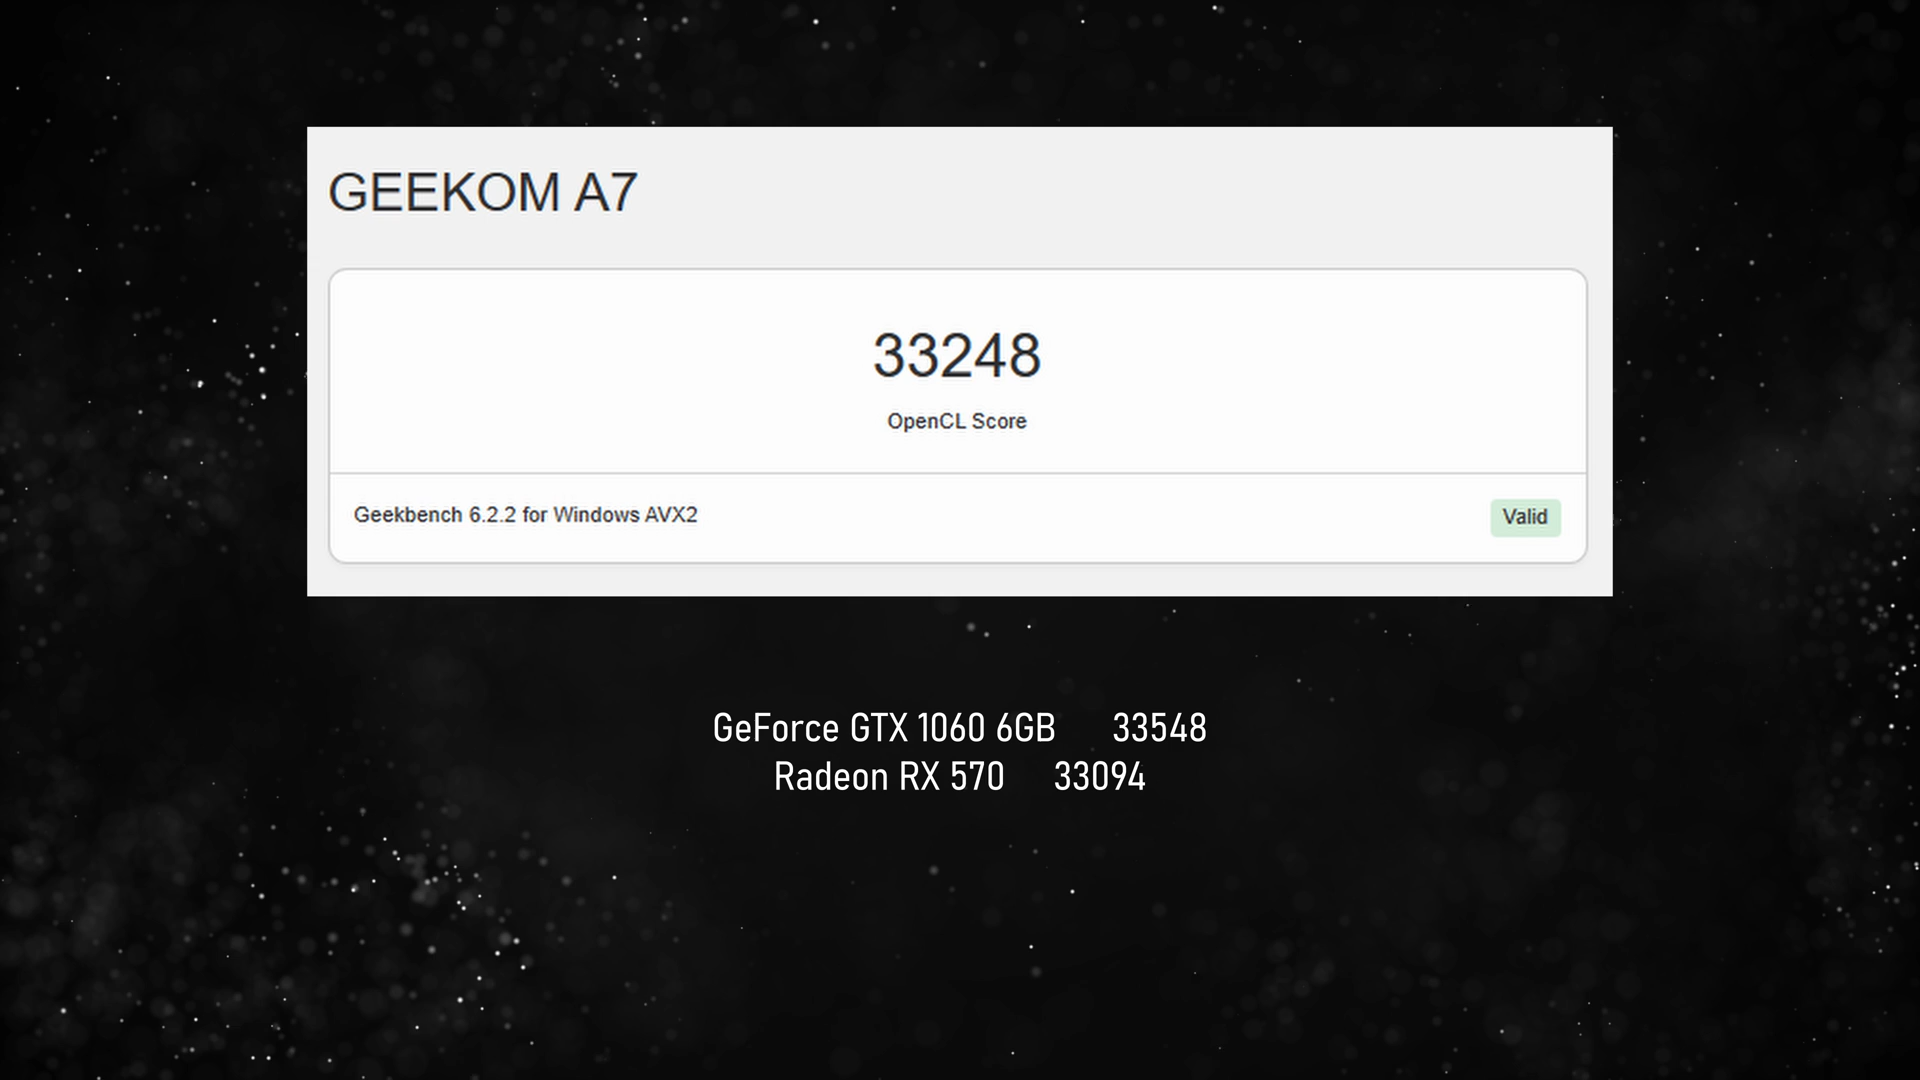 GEEKOM A7
33248
OpenCL Score
Geekbench 6.2.2 for Windows AVX2 Valid
GeForce GTX 1060 6GB 33548
Radeon RX 570 33094